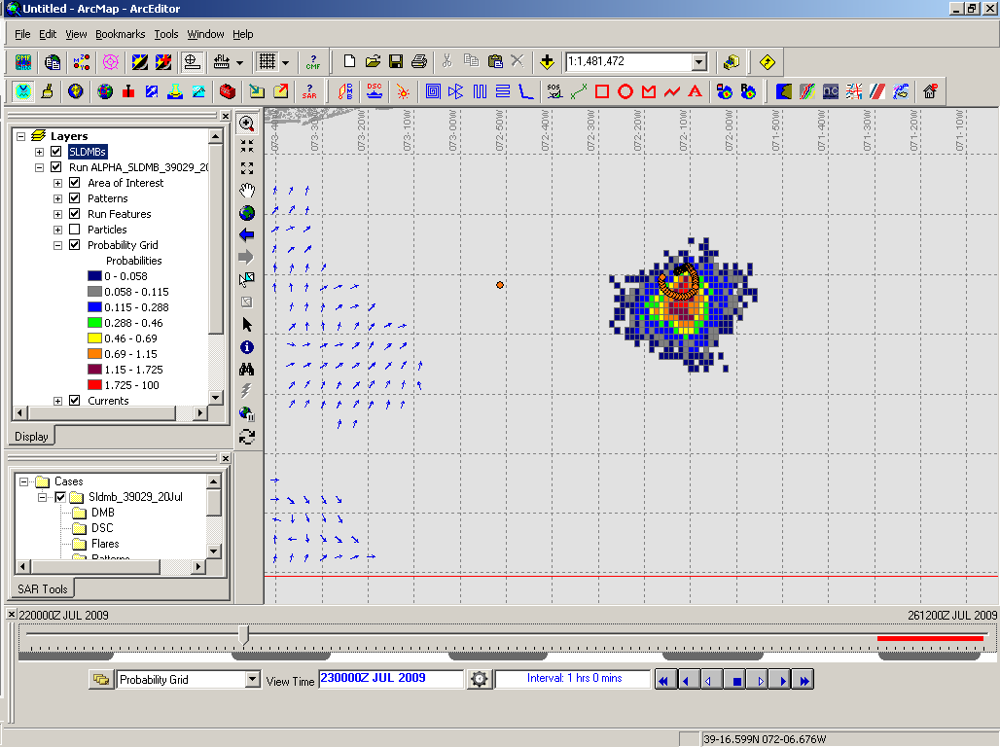 Untitled - ArcMap - ArcEditor
File Edit View Bookmarks Tools Window Help
?
CMF
1:1,481,472
DSC
?
SAR
SOS
nc
Layers
SLDMBs
Run ALPHA_SLDMB_39029_20
Area of Interest
Patterns
Run Features
Particles
Probability Grid
Probabilities
0 - 0.058
0.058 - 0.115
0.115 - 0.288
0.288 - 0.46
0.46 - 0.69
0.69 - 1.15
1.15 - 1.725
1.725 - 100
Currents
Display
073-30W
073-20W
073-10W
073-00W
072-50W
072-40W
072-30W
072-20W
072-10W
072-00W
071-50W
071-40W
071-30W
071-20W
071-10W
Cases
Sldmb_39029_20Jul
DMB
DSC
Flares
Patterns
SAR Tools
220000Z JUL 2009
261200Z JUL 2009
Probability Grid
View Time
230000Z JUL 2009
Interval: 1 hrs 0 mins
39-16.599N 072-06.676W